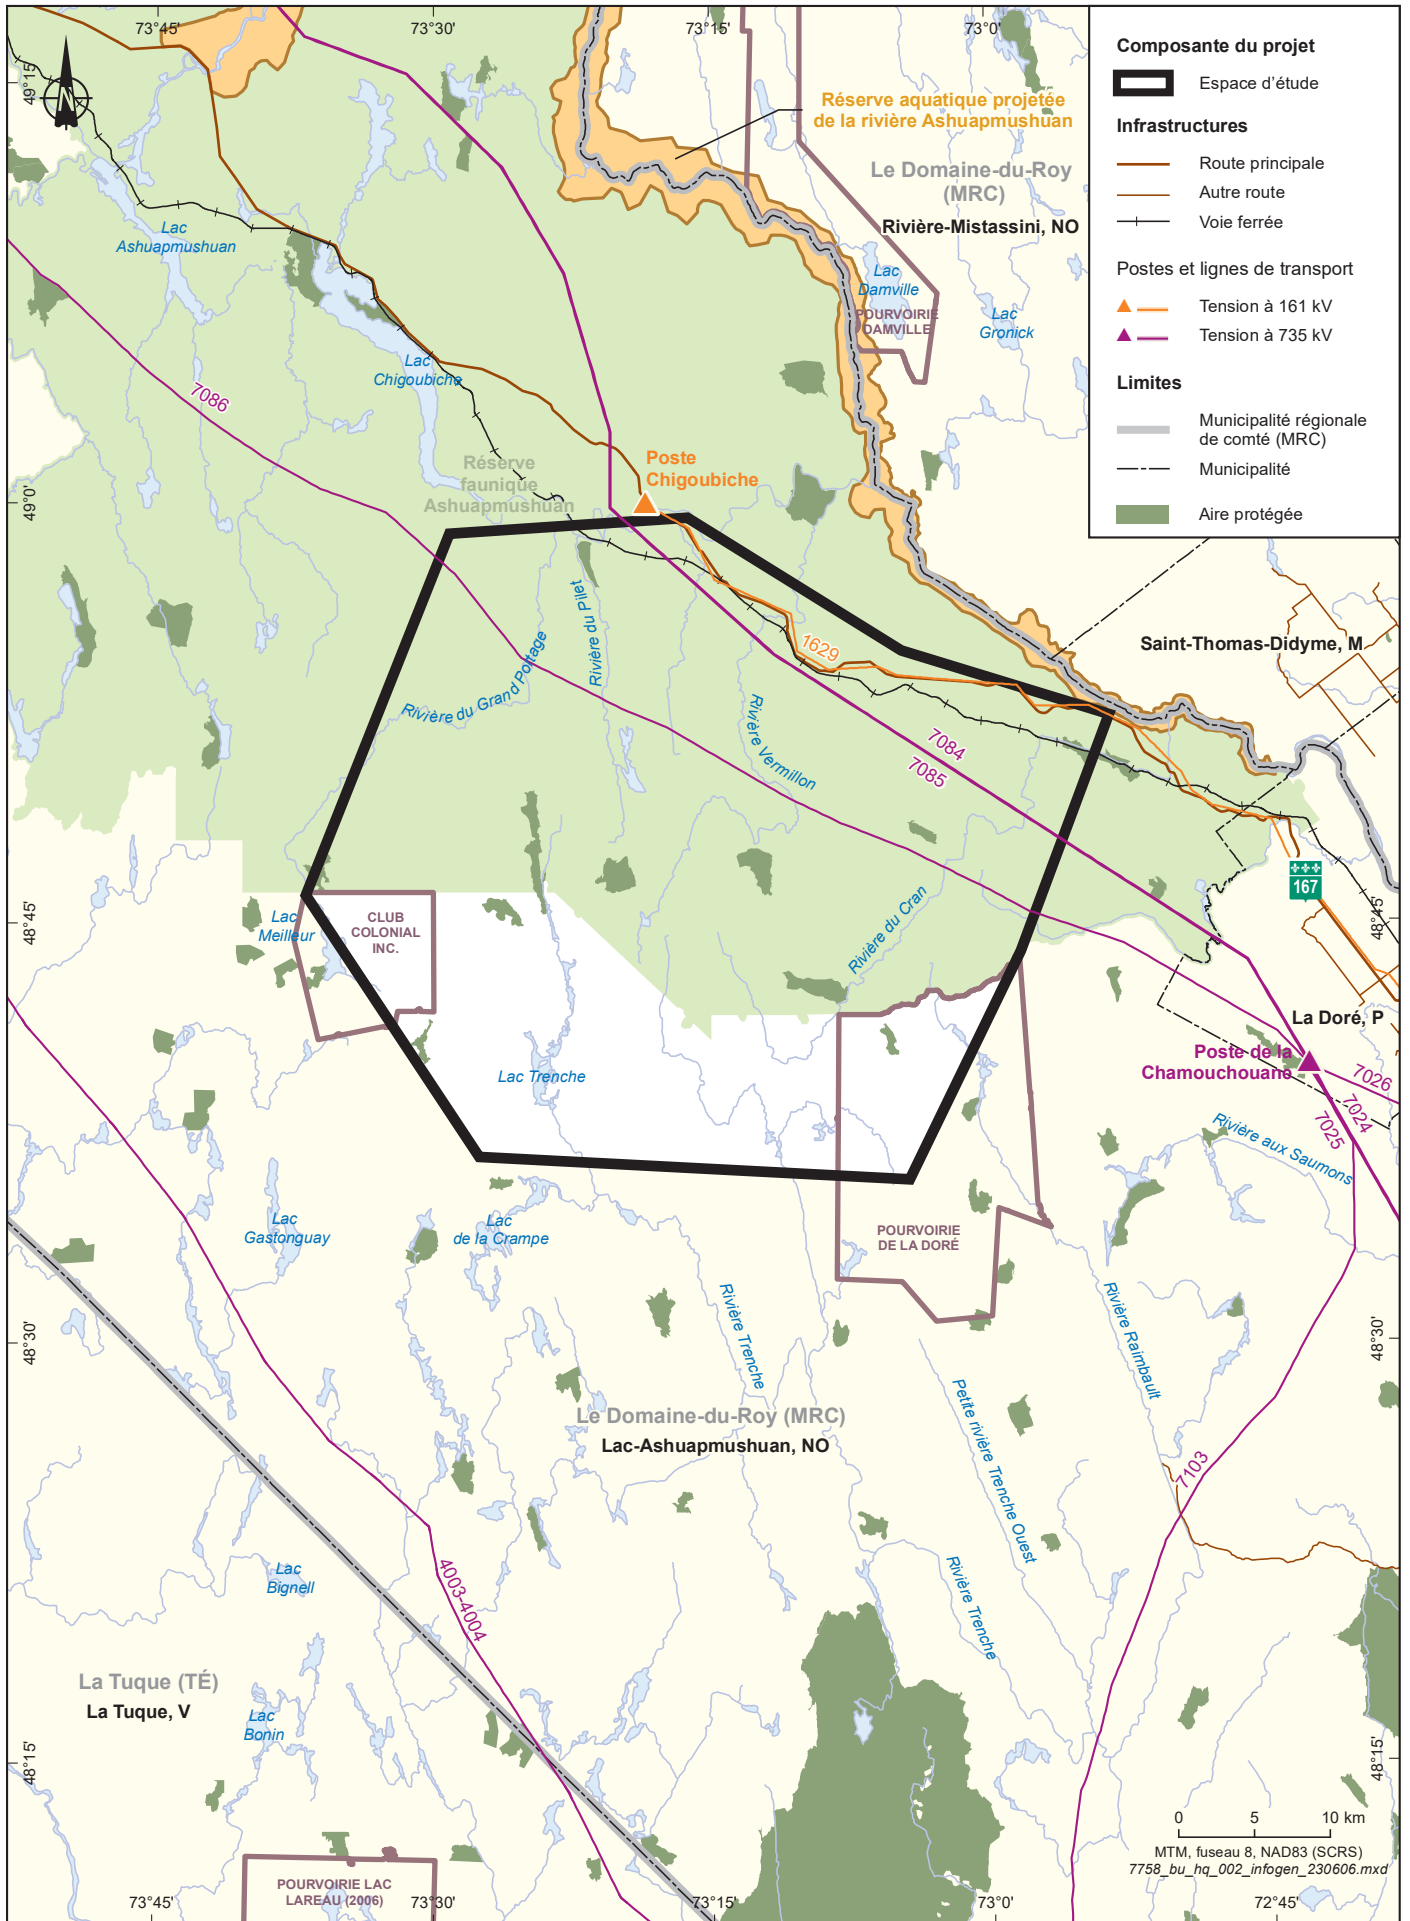 73°45'
73°30'
73°15'
73°0'
49°15'
N
Composante du projet
Espace d'étude
Infrastructures
Route principale
Autre route
Voie ferrée
Postes et lignes de transport
Tension à 161 kV
Tension à 735 kV
Limites
Municipalité régionale
de comté (MRC)
Municipalité
Aire protégée
Réserve aquatique projetée
de la rivière Ashuapmushuan
Le Domaine-du-Roy
(MRC)
Rivière-Mistassini, NO
Lac
Ashuapmushuan
Lac
Damville
POURVOIRIE
DAMVILLE
Lac
Gronick
Lac
Chigoubiche
7086
Réserve
faunique
Ashuapmushuan
Poste
Chigoubiche
49°0'
Rivière du Pilet
Rivière du Grand Portage
1629
Saint-Thomas-Didyme, M
Rivière Vermillon
7084
7085
167
48°45'
48°45'
Lac
Meilleur
CLUB
COLONIAL
INC.
Rivière du Cran
La Doré, P
Poste de la
Chamouchouane
7026
7024
7025
Lac Trenche
Rivière aux Saumons
Lac
Gastonguay
Lac
de la Crampe
POURVOIRIE
DE LA DORÉ
Rivière Trenche
Rivière Raimbault
48°30'
48°30'
Petite rivière Trenche Ouest
Le Domaine-du-Roy (MRC)
Lac-Ashuapmushuan, NO
7103
Lac
Bignell
4003-4004
Rivière Trenche
La Tuque (TÉ)
La Tuque, V
Lac
Bonin
48°15'
48°15'
0 5 10 km
MTM, fuseau 8, NAD83 (SCRS)
7758_bu_hq_002_infogen_230606.mxd
POURVOIRIE LAC
LAREAU (2006)
73°45'
73°30'
73°15'
73°0'
72°45'